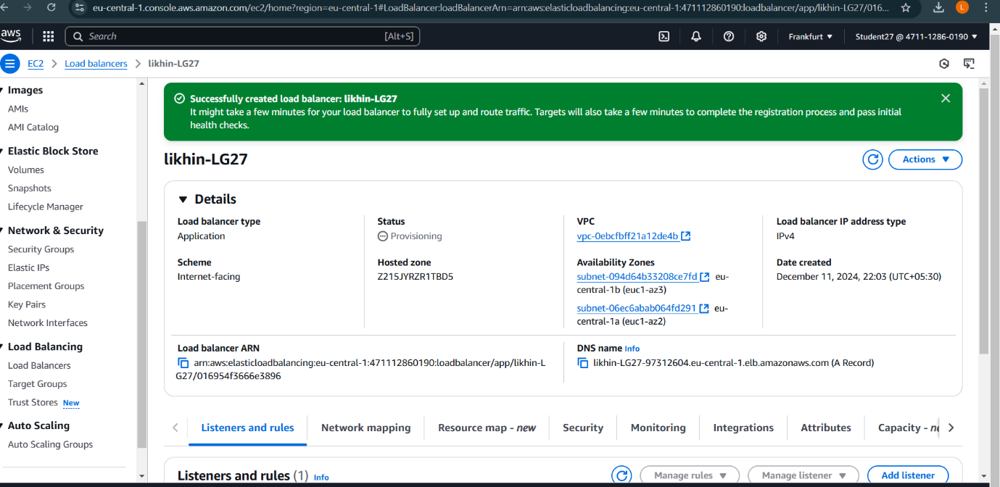 eu-central-1.console.aws.amazon.com/ec2/home?region=eu-central-1#LoadBalancer:loadBalancerArn=arn:aws:elasticloadbalancing:eu-central-1:471112860190:loadbalancer/app/likhin-LG27/016...
L
aws
Search [Alt+S]
Frankfurt
Student27 @ 4711-1286-0190
EC2 > Load balancers > likhin-LG27
Images
AMIs
AMI Catalog
Elastic Block Store
Volumes
Snapshots
Lifecycle Manager
Network & Security
Security Groups
Elastic IPs
Placement Groups
Key Pairs
Network Interfaces
Load Balancing
Load Balancers
Target Groups
Trust Stores New
Auto Scaling
Auto Scaling Groups
Successfully created load balancer: likhin-LG27
It might take a few minutes for your load balancer to fully set up and route traffic. Targets will also take a few minutes to complete the registration process and pass initial
health checks.
likhin-LG27
Actions
Details
Load balancer type
Application
Scheme
Internet-facing
Status
Provisioning
Hosted zone
Z215JYRZR1TBD5
VPC
vpc-0ebcfbff21a12de4b
Availability Zones
subnet-094d64b33208ce7fd eu-
central-1b (euc1-az3)
subnet-06ec6abab064fd291 eu-
central-1a (euc1-az2)
Load balancer IP address type
IPv4
Date created
December 11, 2024, 22:03 (UTC+05:30)
Load balancer ARN
arn:aws:elasticloadbalancing:eu-central-1:471112860190:loadbalancer/app/likhin-L
G27/016954f3666e3896
DNS name Info
likhin-LG27-97312604.eu-central-1.elb.amazonaws.com (A Record)
Listeners and rules
Network mapping
Resource map - new
Security
Monitoring
Integrations
Attributes
Capacity - ne
Listeners and rules (1) Info
Manage rules
Manage listener
Add listener